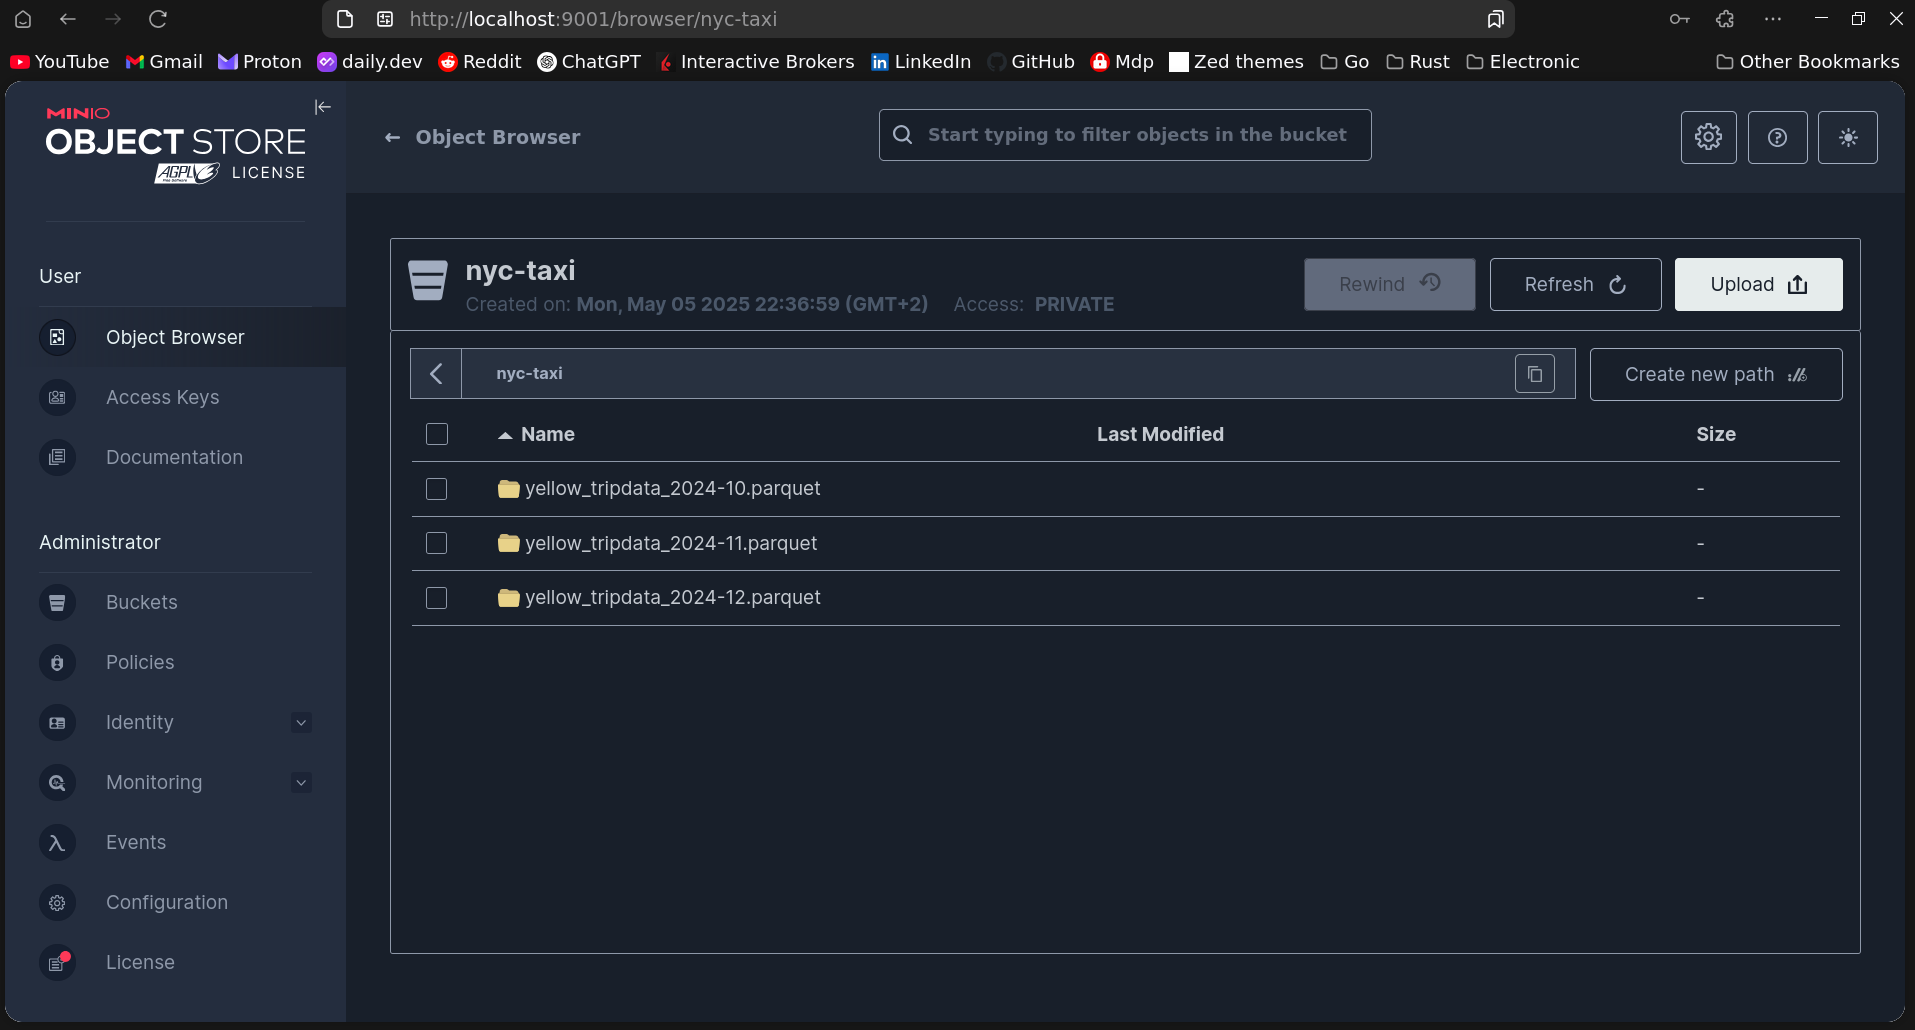 http://localhost:9001/browser/nyc-taxi
YouTube Gmail Proton daily.dev Reddit ChatGPT Interactive Brokers LinkedIn GitHub Mdp Zed themes Go Rust Electronic Other Bookmarks
MINIO
OBJECT STORE
AGPL LICENSE
Object Browser
Start typing to filter objects in the bucket
User
Object Browser
Access Keys
Documentation
Administrator
Buckets
Policies
Identity
Monitoring
Events
Configuration
License
nyc-taxi
Created on: Mon, May 05 2025 22:36:59 (GMT+2) Access: PRIVATE
Rewind
Refresh
Upload
nyc-taxi
Create new path
Name Last Modified Size
yellow_tripdata_2024-10.parquet -
yellow_tripdata_2024-11.parquet -
yellow_tripdata_2024-12.parquet -